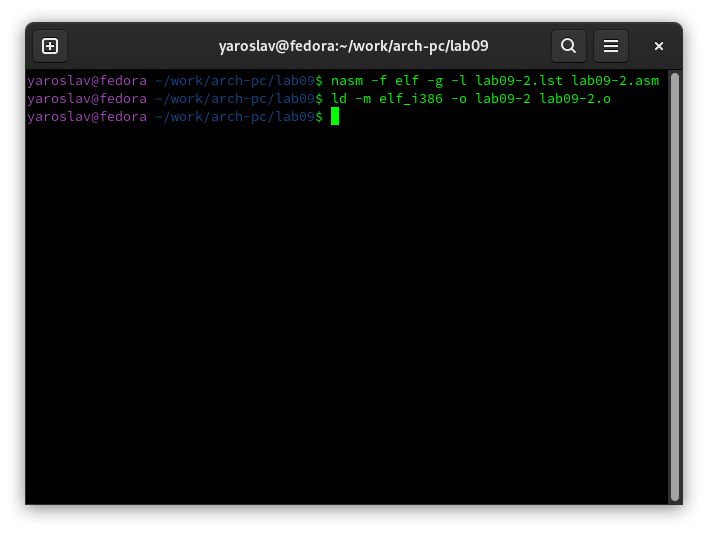 yaroslav@fedora:~/work/arch-pc/lab09
yaroslav@fedora ~/work/arch-pc/lab09$ nasm -f elf -g -l lab09-2.lst lab09-2.asm
yaroslav@fedora ~/work/arch-pc/lab09$ ld -m elf_i386 -o lab09-2 lab09-2.o
yaroslav@fedora ~/work/arch-pc/lab09$